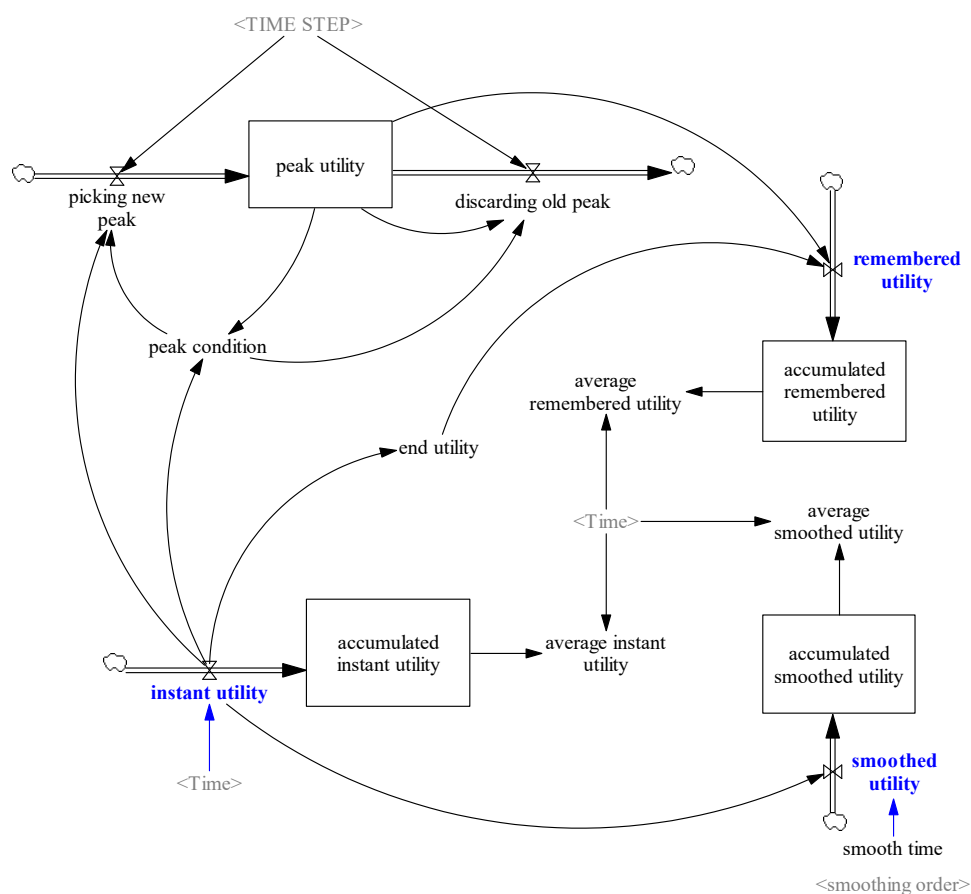 <TIME STEP>
peak utility
picking new
peak
discarding old peak
remembered
utility
peak condition
accumulated
remembered
utility
average
remembered utility
end utility
<Time>
average
smoothed utility
accumulated
instant utility
average instant
utility
accumulated
smoothed utility
instant utility
<Time>
smoothed
utility
smooth time
<smoothing order>